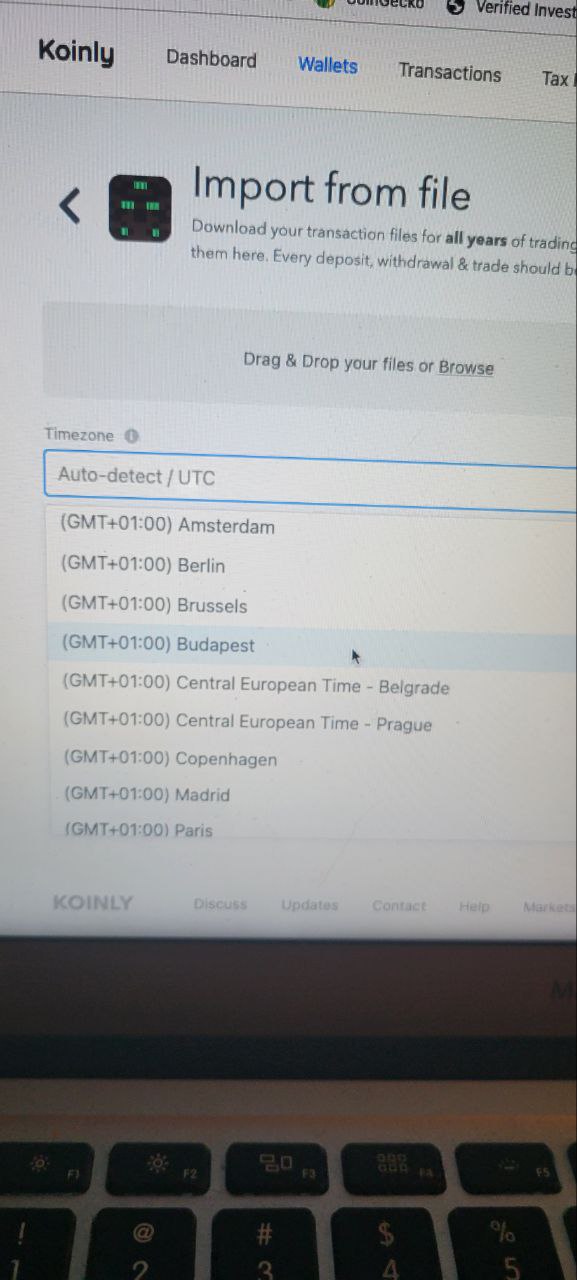 CoinGecko Verified Invest
Koinly Dashboard Wallets Transactions Tax
Import from file
Download your transaction files for all years of trading
them here. Every deposit, withdrawal & trade should be
Drag & Drop your files or Browse
Timezone
Auto-detect / UTC
(GMT+01:00) Amsterdam
(GMT+01:00) Berlin
(GMT+01:00) Brussels
(GMT+01:00) Budapest
(GMT+01:00) Central European Time - Belgrade
(GMT+01:00) Central European Time - Prague
(GMT+01:00) Copenhagen
(GMT+01:00) Madrid
(GMT+01:00) Paris
KOINLY Discuss Updates Contact Help Markets
M
F1 F2 F3 F4 F5
! @ # $ %
1 2 3 4 5